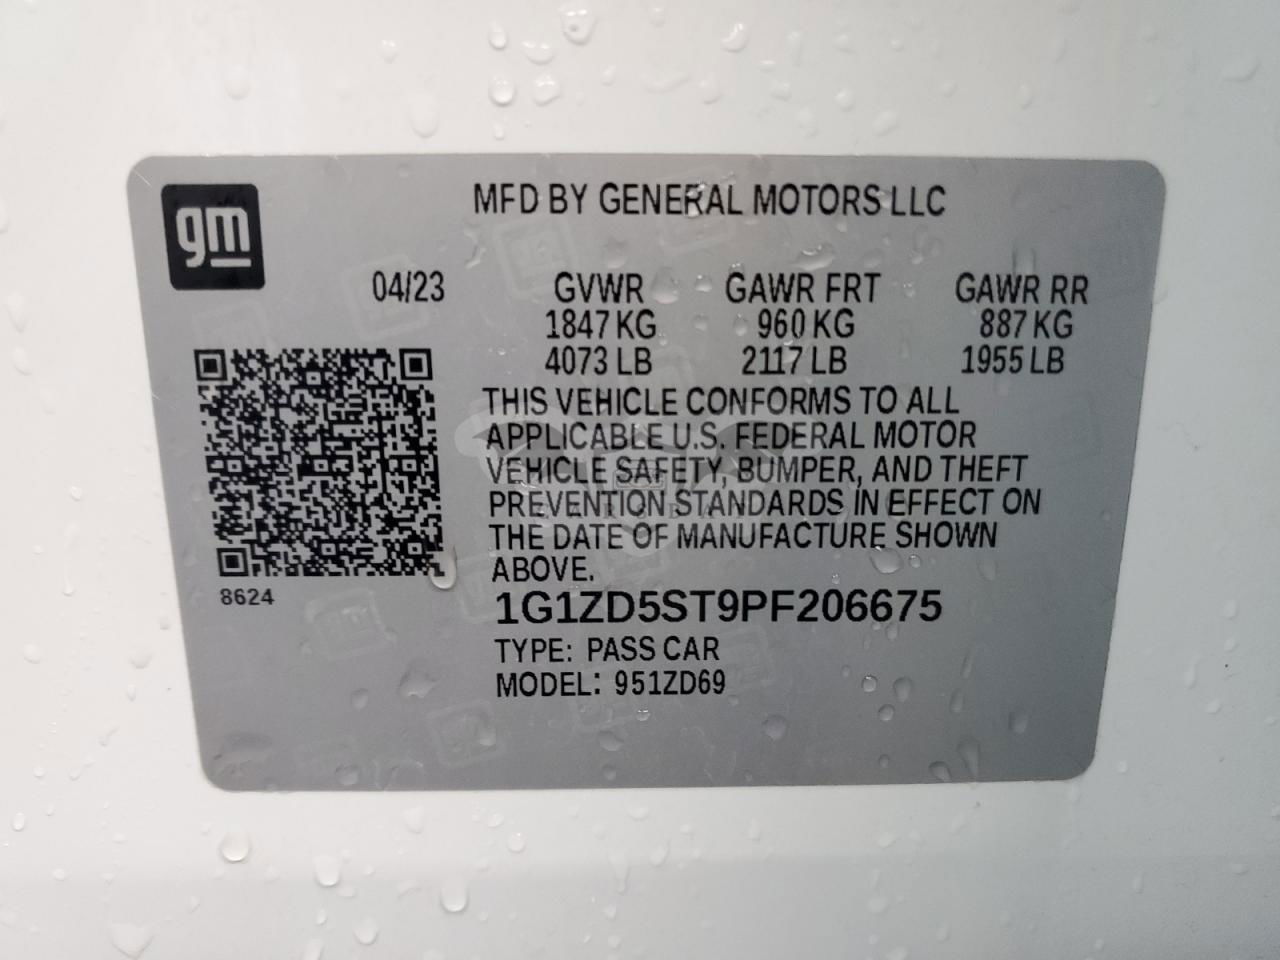 gm
MFD BY GENERAL MOTORS LLC
04/23 GVWR GAWR FRT GAWR RR
1847 KG 960 KG 887 KG
4073 LB 2117 LB 1955 LB
THIS VEHICLE CONFORMS TO ALL
APPLICABLE U.S. FEDERAL MOTOR
VEHICLE SAFETY, BUMPER, AND THEFT
PREVENTION STANDARDS IN EFFECT ON
THE DATE OF MANUFACTURE SHOWN
ABOVE.
8624
1G1ZD5ST9PF206675
TYPE: PASS CAR
MODEL: 951ZD69